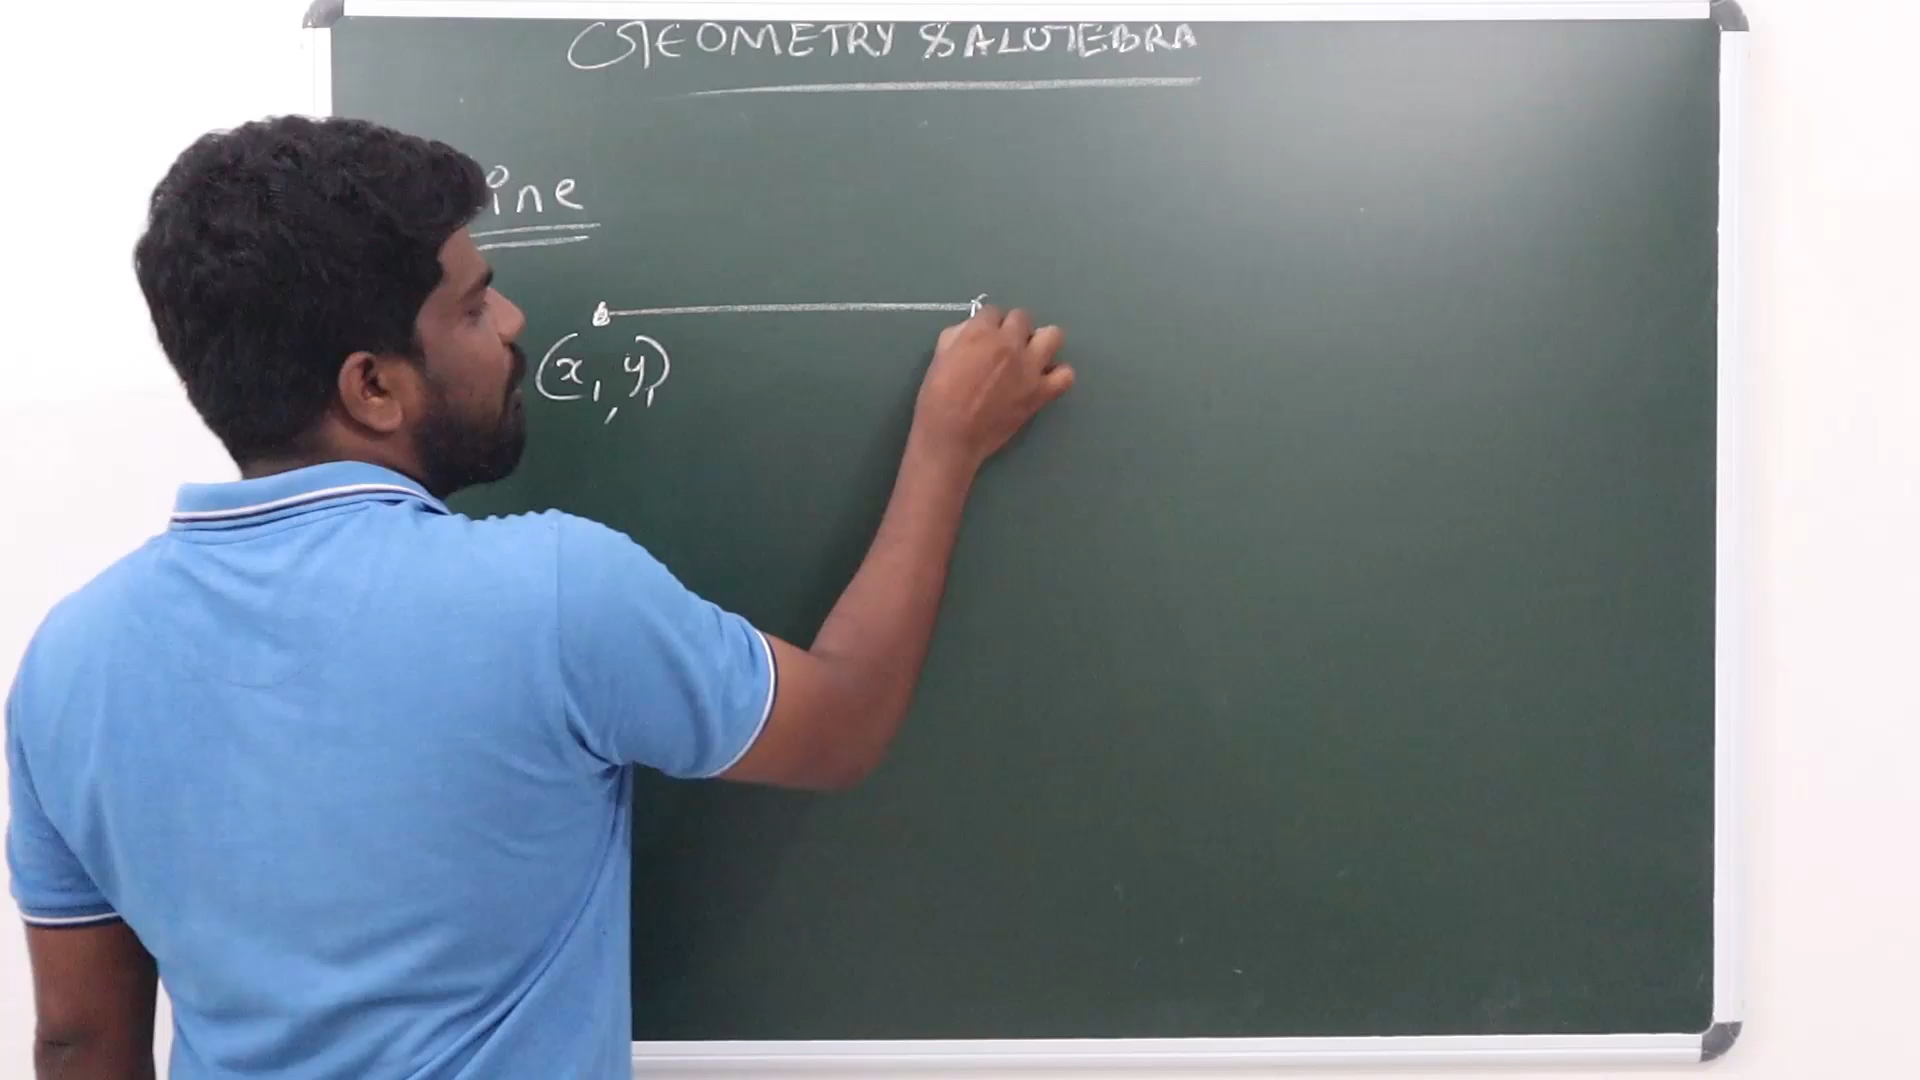 GEOMETRY & ALGEBRA
ine
(x₁, y₁)